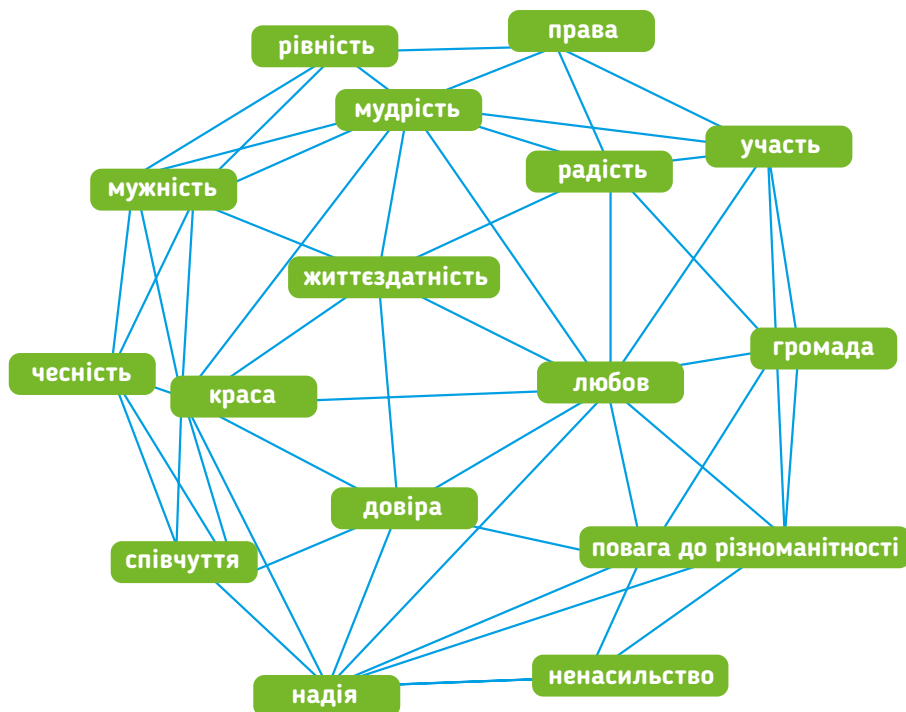 права
рівність
мудрість
участь
радість
мужність
життєздатність
громада
чесність
любов
краса
довіра
повага до різноманітності
співчуття
ненасильство
надія